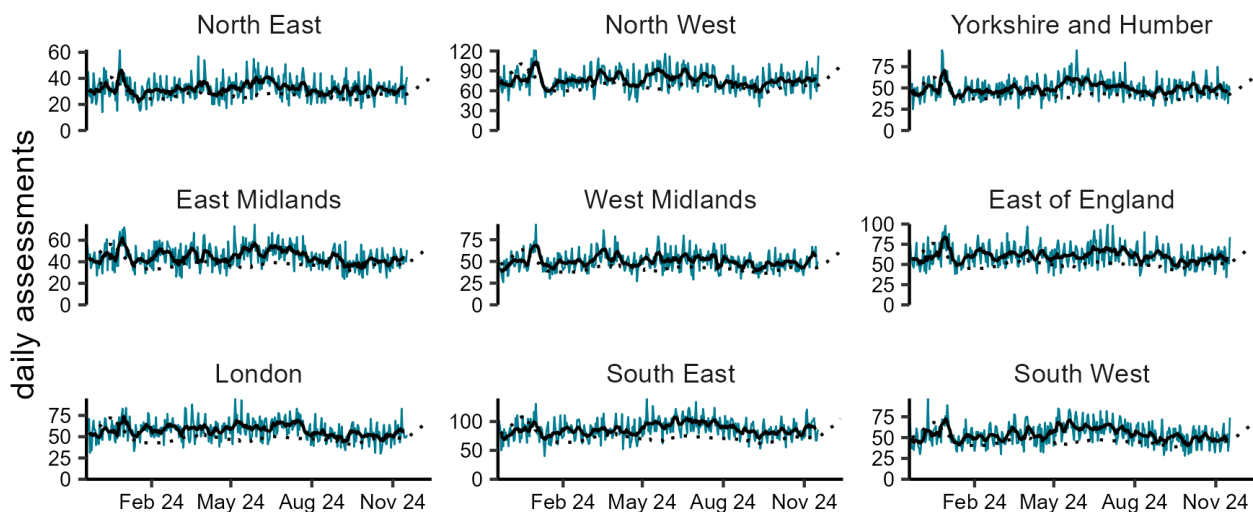 North East
North West
Yorkshire and Humber
60
40
20
0
120
90
60
30
0
75
50
25
0
daily assessments
East Midlands
West Midlands
East of England
60
40
20
0
75
50
25
0
100
75
50
25
0
London
South East
South West
75
50
25
0
100
50
0
75
50
25
0
Feb 24 May 24 Aug 24 Nov 24
Feb 24 May 24 Aug 24 Nov 24
Feb 24 May 24 Aug 24 Nov 24